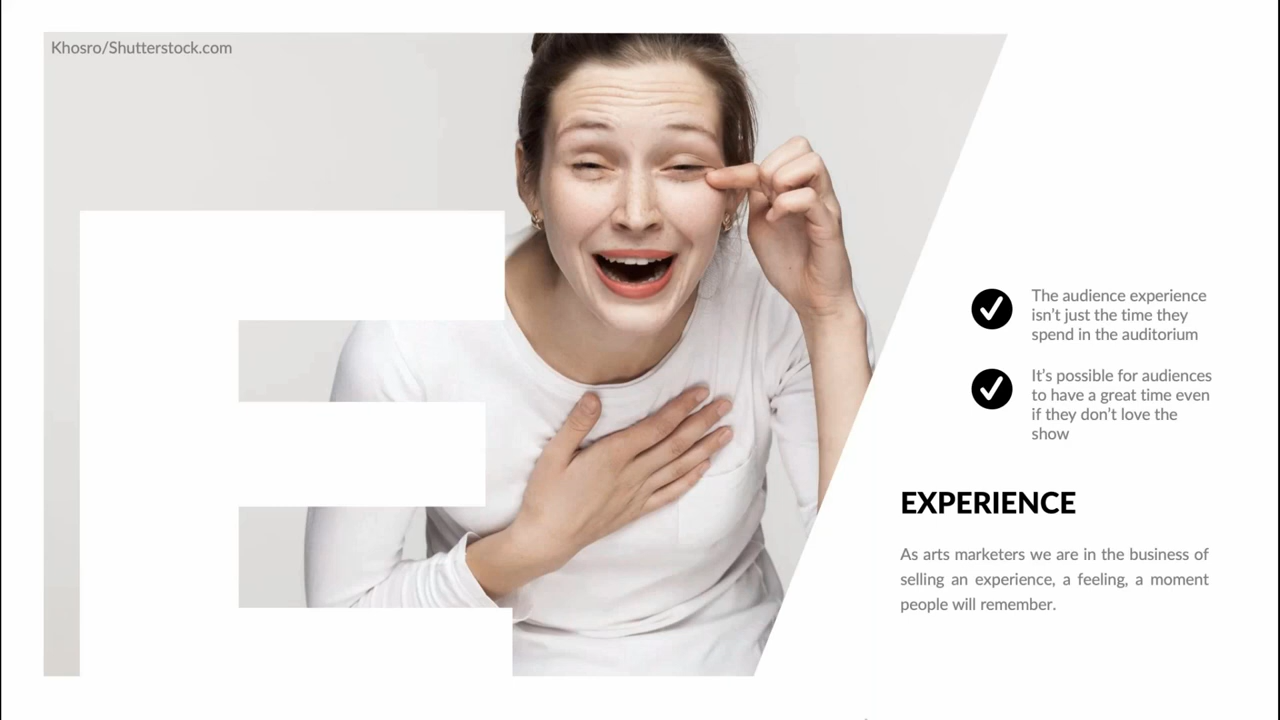 Khosro/Shutterstock.com
E
The audience experience
isn’t just the time they
spend in the auditorium
It’s possible for audiences
to have a great time even
if they don’t love the
show
EXPERIENCE
As arts marketers we are in the business of
selling an experience, a feeling, a moment
people will remember.